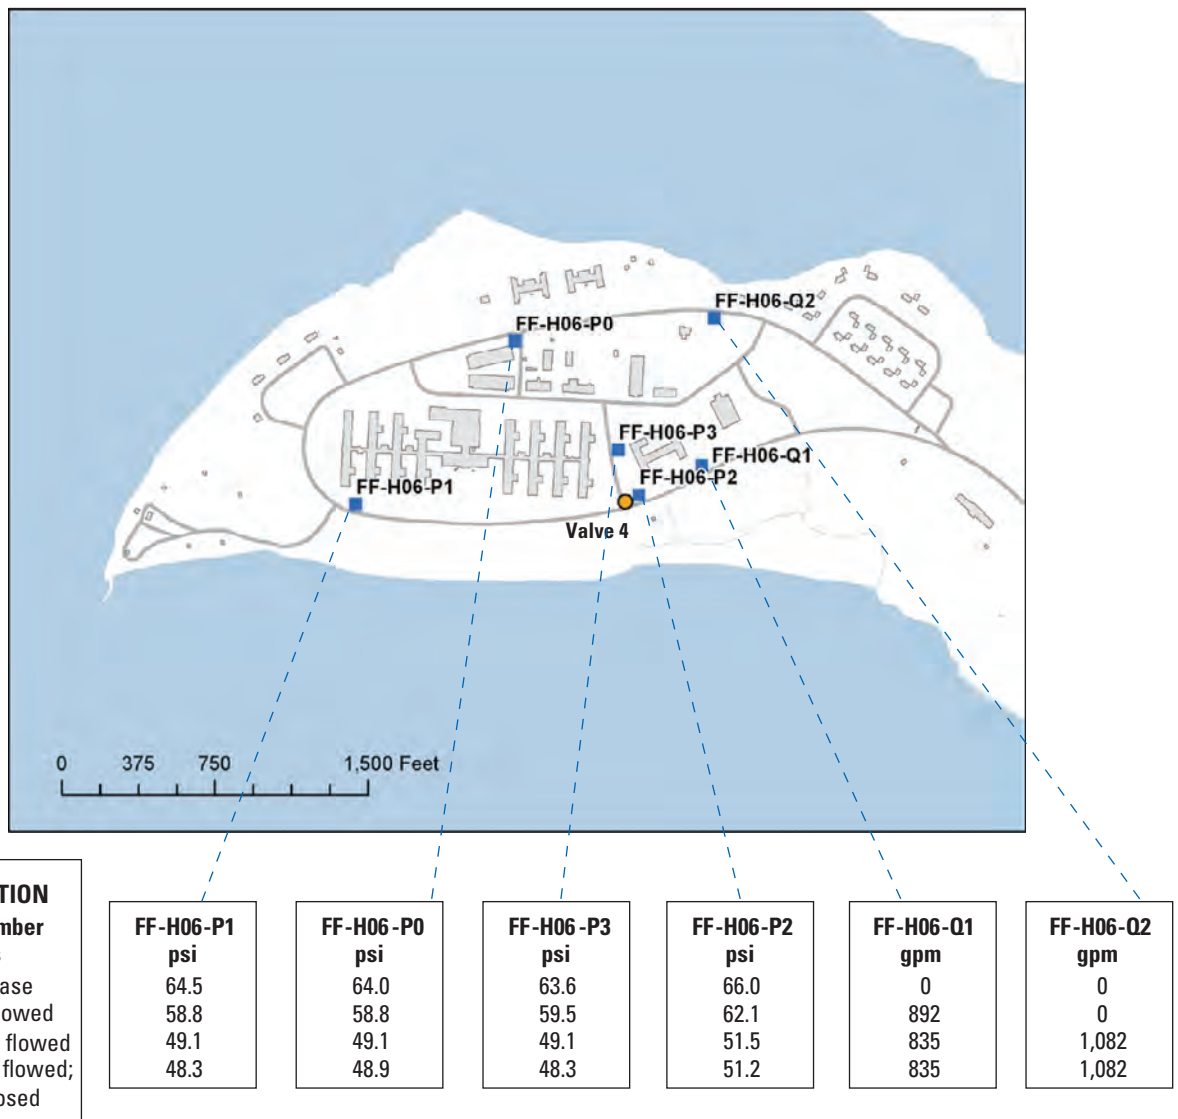 FF-H06-Q2
FF-H06-P0
FF-H06-P3
FF-H06-Q1
FF-H06-P2
FF-H06-P1
Valve 4
0 375 750 1,500 Feet
TION
mber
s
ase
owed
flowed
flowed;
osed
FF-H06-P1
psi
64.5
58.8
49.1
48.3
FF-H06-P0
psi
64.0
58.8
49.1
48.9
FF-H06-P3
psi
63.6
59.5
49.1
48.3
FF-H06-P2
psi
66.0
62.1
51.5
51.2
FF-H06-Q1
gpm
0
892
835
835
FF-H06-Q2
gpm
0
0
1,082
1,082